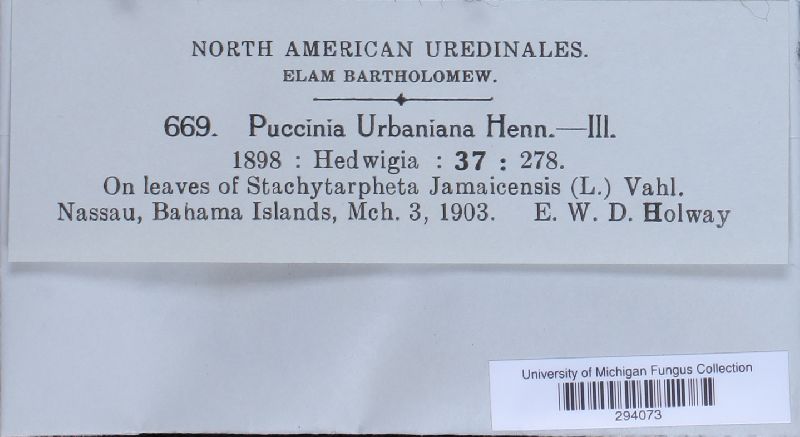 NORTH AMERICAN UREDINALES.
ELAM BARTHOLOMEW.
669. Puccinia Urbaniana Henn.—III.
1898 : Hedwigia : 37 : 278.
On leaves of Stachytarpheta Jamaicensis (L.) Vahl.
Nassau, Bahama Islands, Mch. 3, 1903. E. W. D. Holway
University of Michigan Fungus Collection
294073